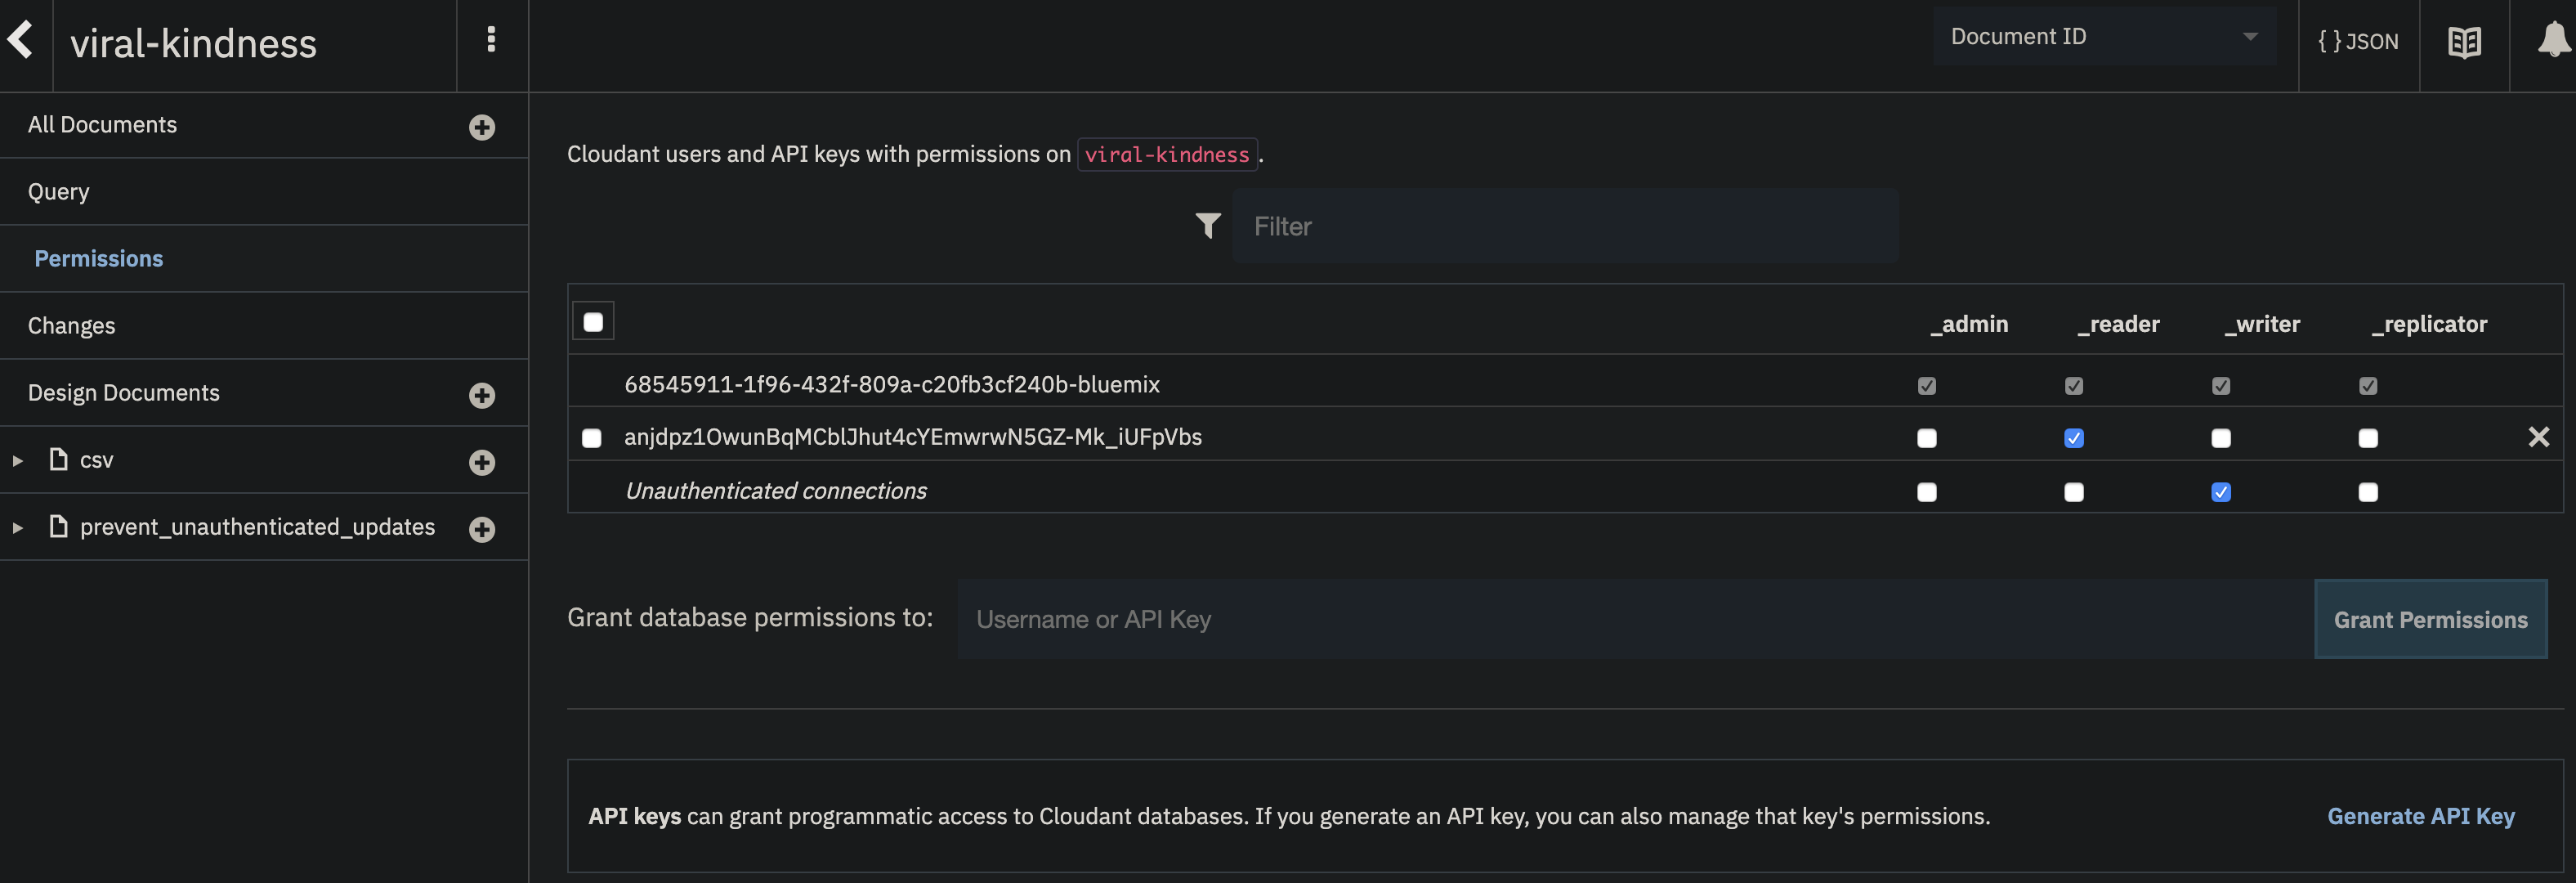 viral-kindness
Document ID
{ } JSON
All Documents
Query
Permissions
Changes
Design Documents
csv
prevent_unauthenticated_updates
Cloudant users and API keys with permissions on viral-kindness.
Filter
_admin _reader _writer _replicator
68545911-1f96-432f-809a-c20fb3cf240b-bluemix
anjdpz1OwunBqMCblJhut4cYEmwrwN5GZ-Mk_iUFpVbs
Unauthenticated connections
Grant database permissions to: Username or API Key Grant Permissions
API keys can grant programmatic access to Cloudant databases. If you generate an API key, you can also manage that key's permissions. Generate API Key